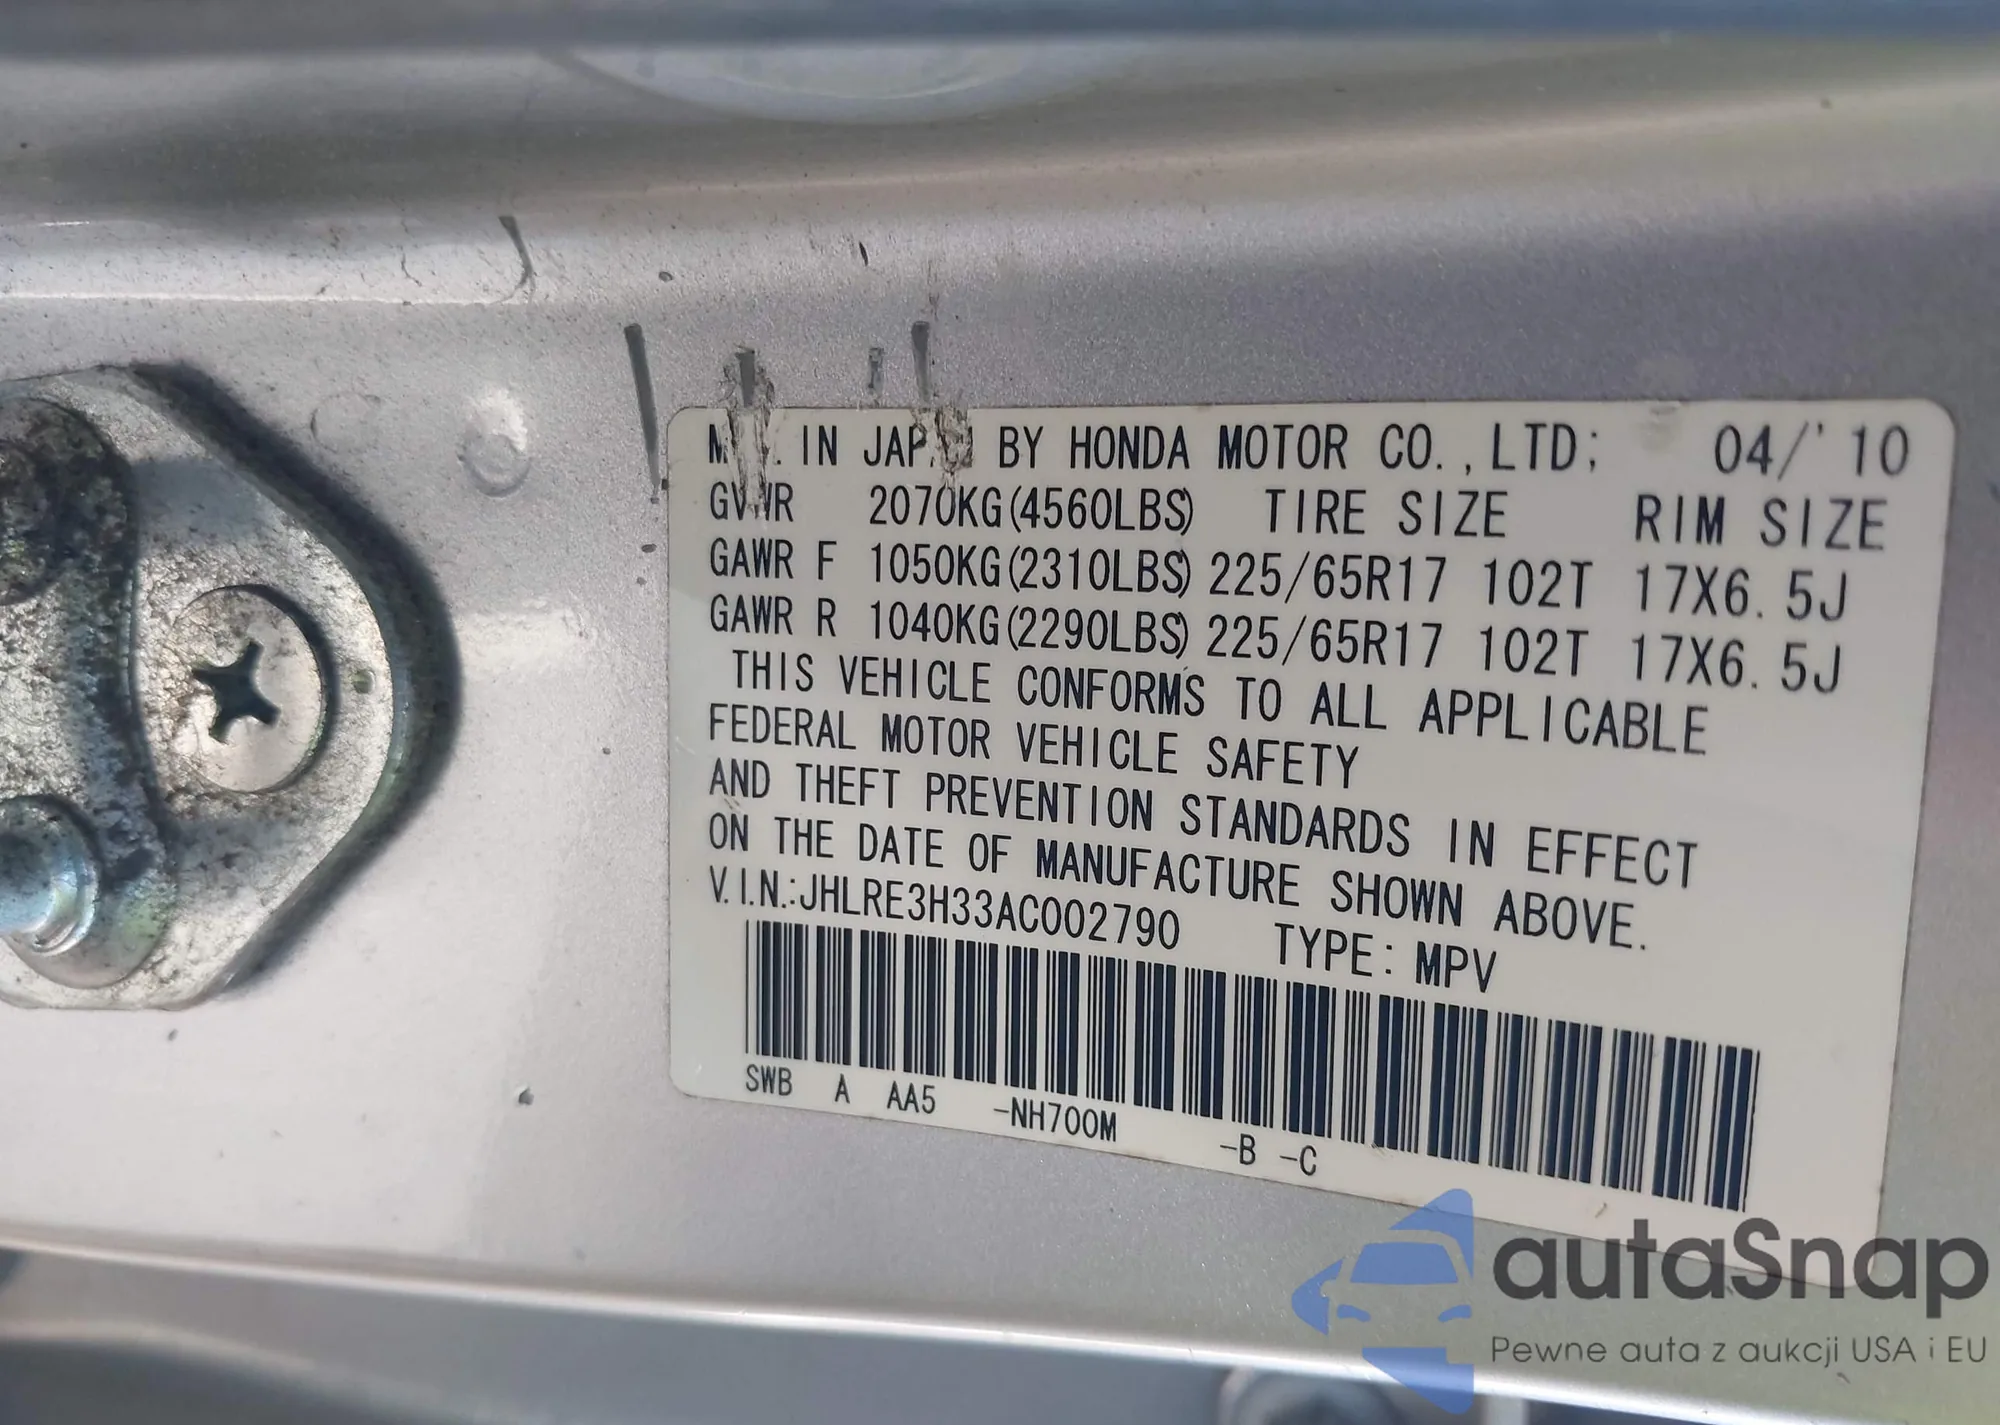 IN JAPAN BY HONDA MOTOR CO.,LTD; 04/'10
GVWR 2070KG(4560LBS) TIRE SIZE RIM SIZE
GAWR F 1050KG(2310LBS) 225/65R17 102T 17X6.5J
GAWR R 1040KG(2290LBS) 225/65R17 102T 17X6.5J
THIS VEHICLE CONFORMS TO ALL APPLICABLE
FEDERAL MOTOR VEHICLE SAFETY
AND THEFT PREVENTION STANDARDS IN EFFECT
ON THE DATE OF MANUFACTURE SHOWN ABOVE.
V.I.N.:JHLRE3H33AC002790 TYPE: MPV
SWB A AA5 -NH700M -B -C
autaSnap
Pewne auta z aukcji USA i EU